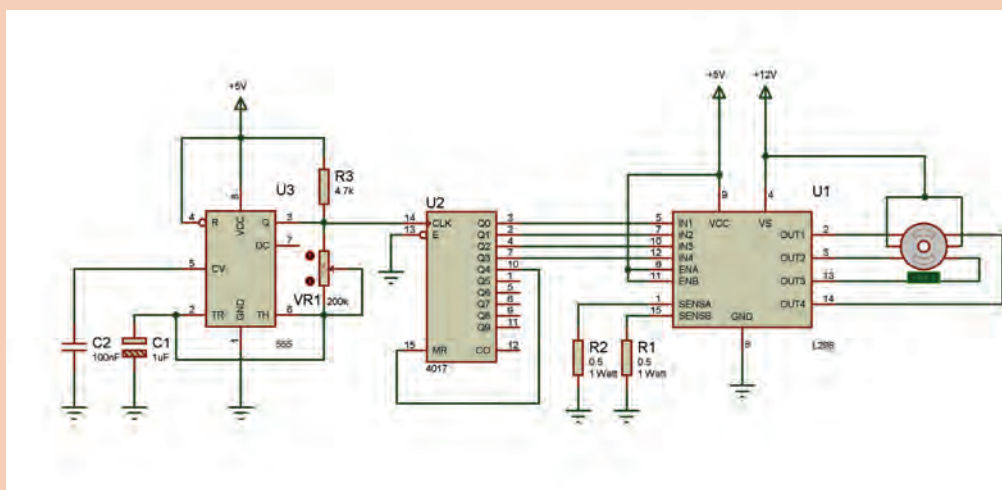 +5V
R3
4.7k
U3
4
R
8
VCC
Q
3
DC
7
5
CV
VR1
200k
2
TR
GND
TH
6
1
555
C2
100nF
C1
1uF
U2
14
CLK
13
E
Q0
3
Q1
2
Q2
4
Q3
7
Q4
10
Q5
1
Q6
5
Q7
6
Q8
9
Q9
11
15
MR
CO
12
4017
+5V
+12V
9
4
U1
5
IN1
VCC
VS
7
IN2
10
IN3
12
IN4
6
ENA
11
ENB
OUT1
2
OUT2
3
OUT3
13
OUT4
14
1
SENSA
15
SENSB
GND
8
L298
R2
0.5
1 Watt
R1
0.5
1 Watt